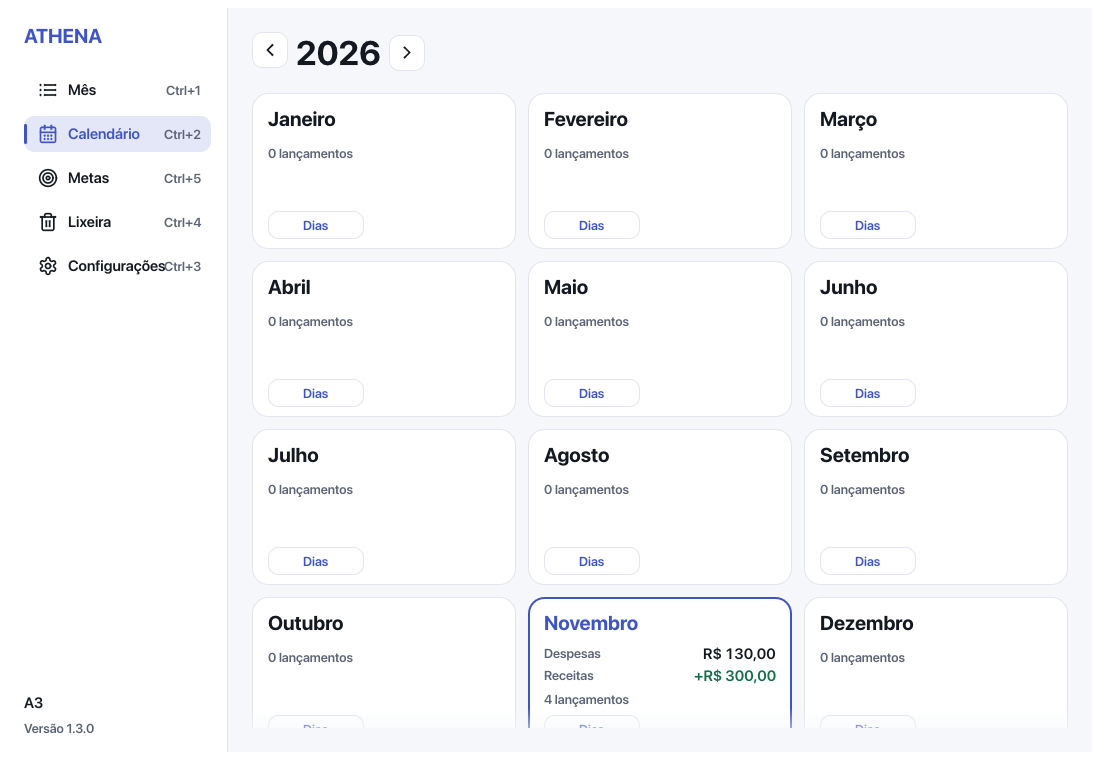 ATHENA
Mês Ctrl+1
Calendário Ctrl+2
Metas Ctrl+5
Lixeira Ctrl+4
Configurações Ctrl+3
A3
Versão 1.3.0
2026
Janeiro
0 lançamentos
Dias
Fevereiro
0 lançamentos
Dias
Março
0 lançamentos
Dias
Abril
0 lançamentos
Dias
Maio
0 lançamentos
Dias
Junho
0 lançamentos
Dias
Julho
0 lançamentos
Dias
Agosto
0 lançamentos
Dias
Setembro
0 lançamentos
Dias
Outubro
0 lançamentos
Dias
Novembro
Despesas R$ 130,00
Receitas +R$ 300,00
4 lançamentos
Dias
Dezembro
0 lançamentos
Dias